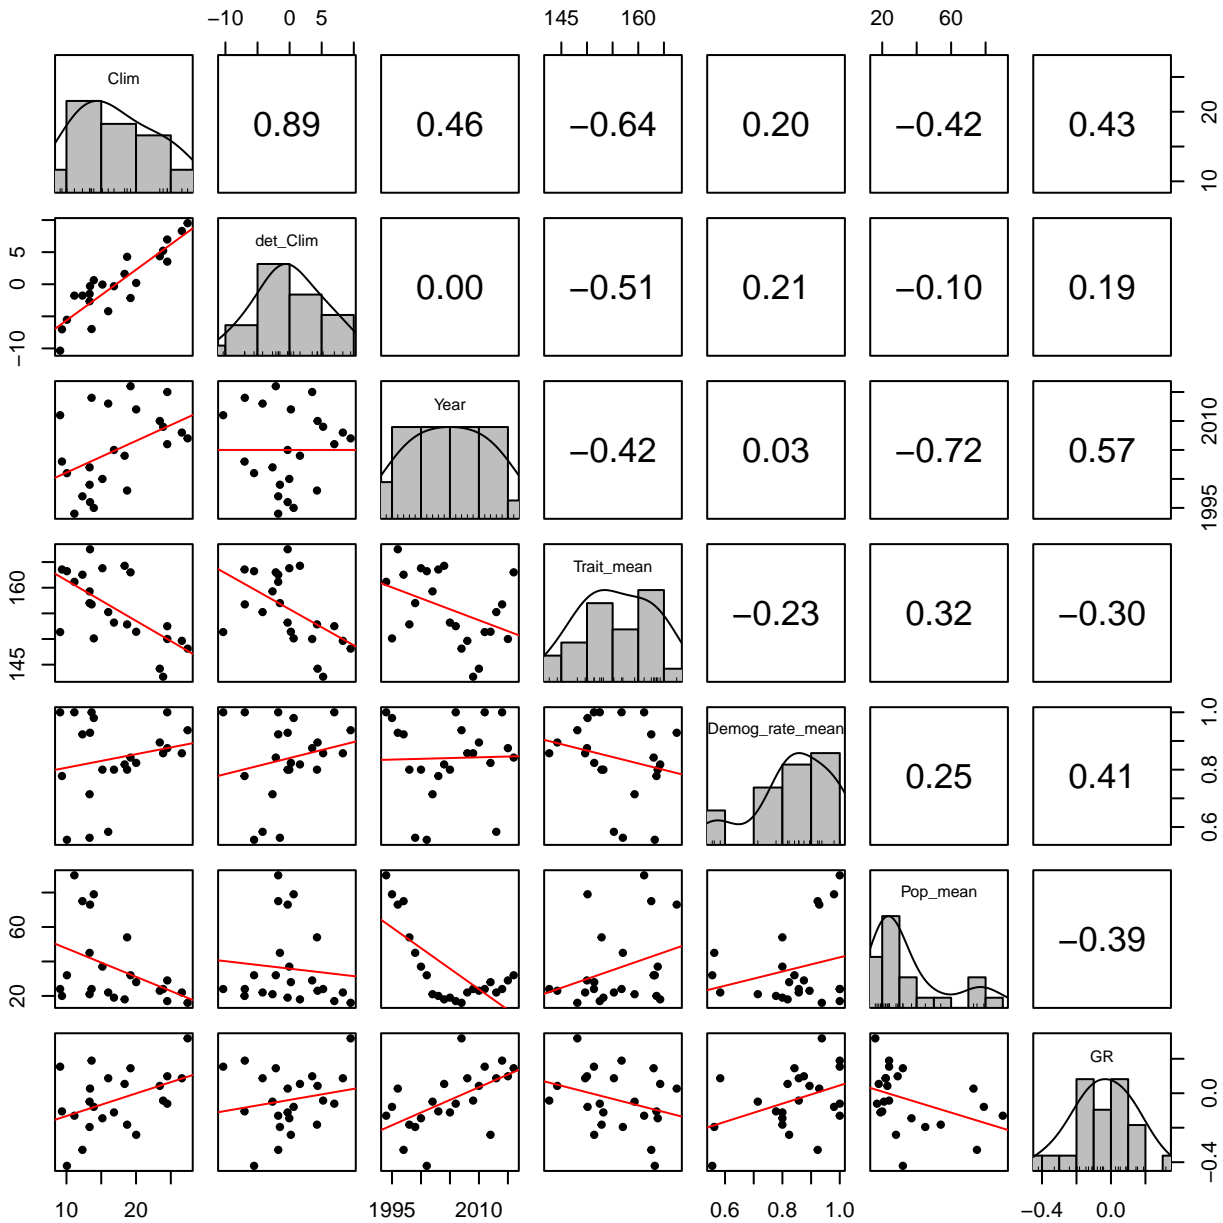 −10 0 5 145 160 20 60
Clim 0.89 0.46 −0.64 0.20 −0.42 0.43 10 20
−10 0 5 det_Clim 0.00 −0.51 0.21 −0.10 0.19
Year −0.42 0.03 −0.72 0.57 1995 2010
145 160 Trait_mean −0.23 0.32 −0.30
Demog_rate_mean 0.25 0.41 0.6 0.8 1.0
20 60 Pop_mean −0.39
GR −0.4 0.0
10 20 1995 2010 0.6 0.8 1.0 −0.4 0.0